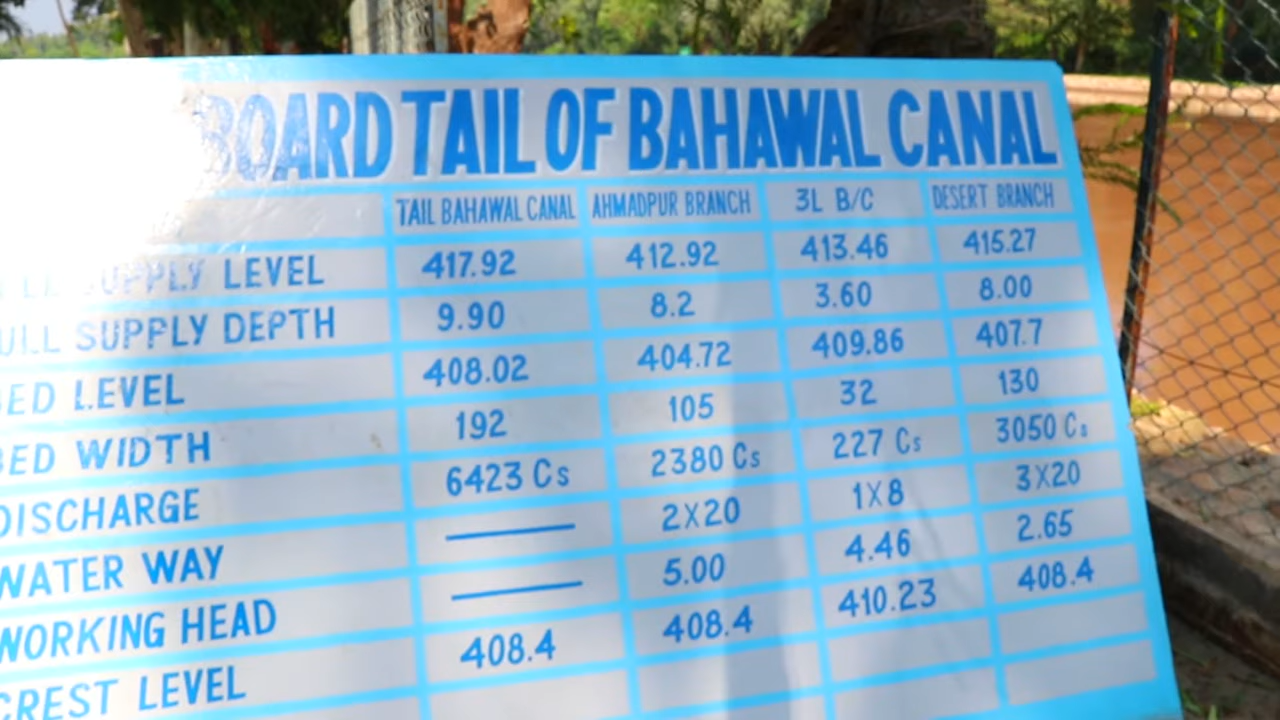 BOARD TAIL OF BAHAWAL CANAL
TAIL BAHAWAL CANAL AHMADPUR BRANCH 3L B/C DESERT BRANCH
SUPPLY LEVEL 417.92 412.92 413.46 415.27
FULL SUPPLY DEPTH 9.90 8.2 3.60 8.00
BED LEVEL 408.02 404.72 409.86 407.7
BED WIDTH 192 105 32 130
DISCHARGE 6423 Cs 2380 Cs 227 Cs 3050 Cs
WATER WAY — 2X20 1X8 3X20
WORKING HEAD — 5.00 4.46 2.65
CREST LEVEL 408.4 408.4 410.23 408.4